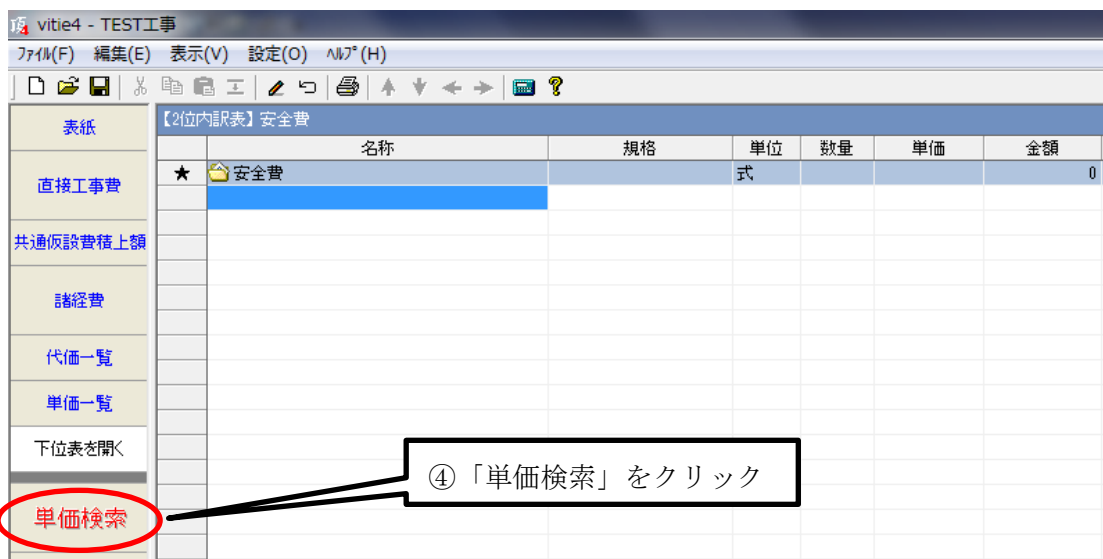 vitie4 - TEST工事
ﾌｧｲﾙ(F) 編集(E) 表示(V) 設定(O) ﾍﾙﾌﾟ(H)
表紙
直接工事費
共通仮設費積上額
諸経費
代価一覧
単価一覧
下位表を開く
単価検索
【2位内訳表】安全費
名称 規格 単位 数量 単価 金額
★ 安全費 式 0
④「単価検索」をクリック